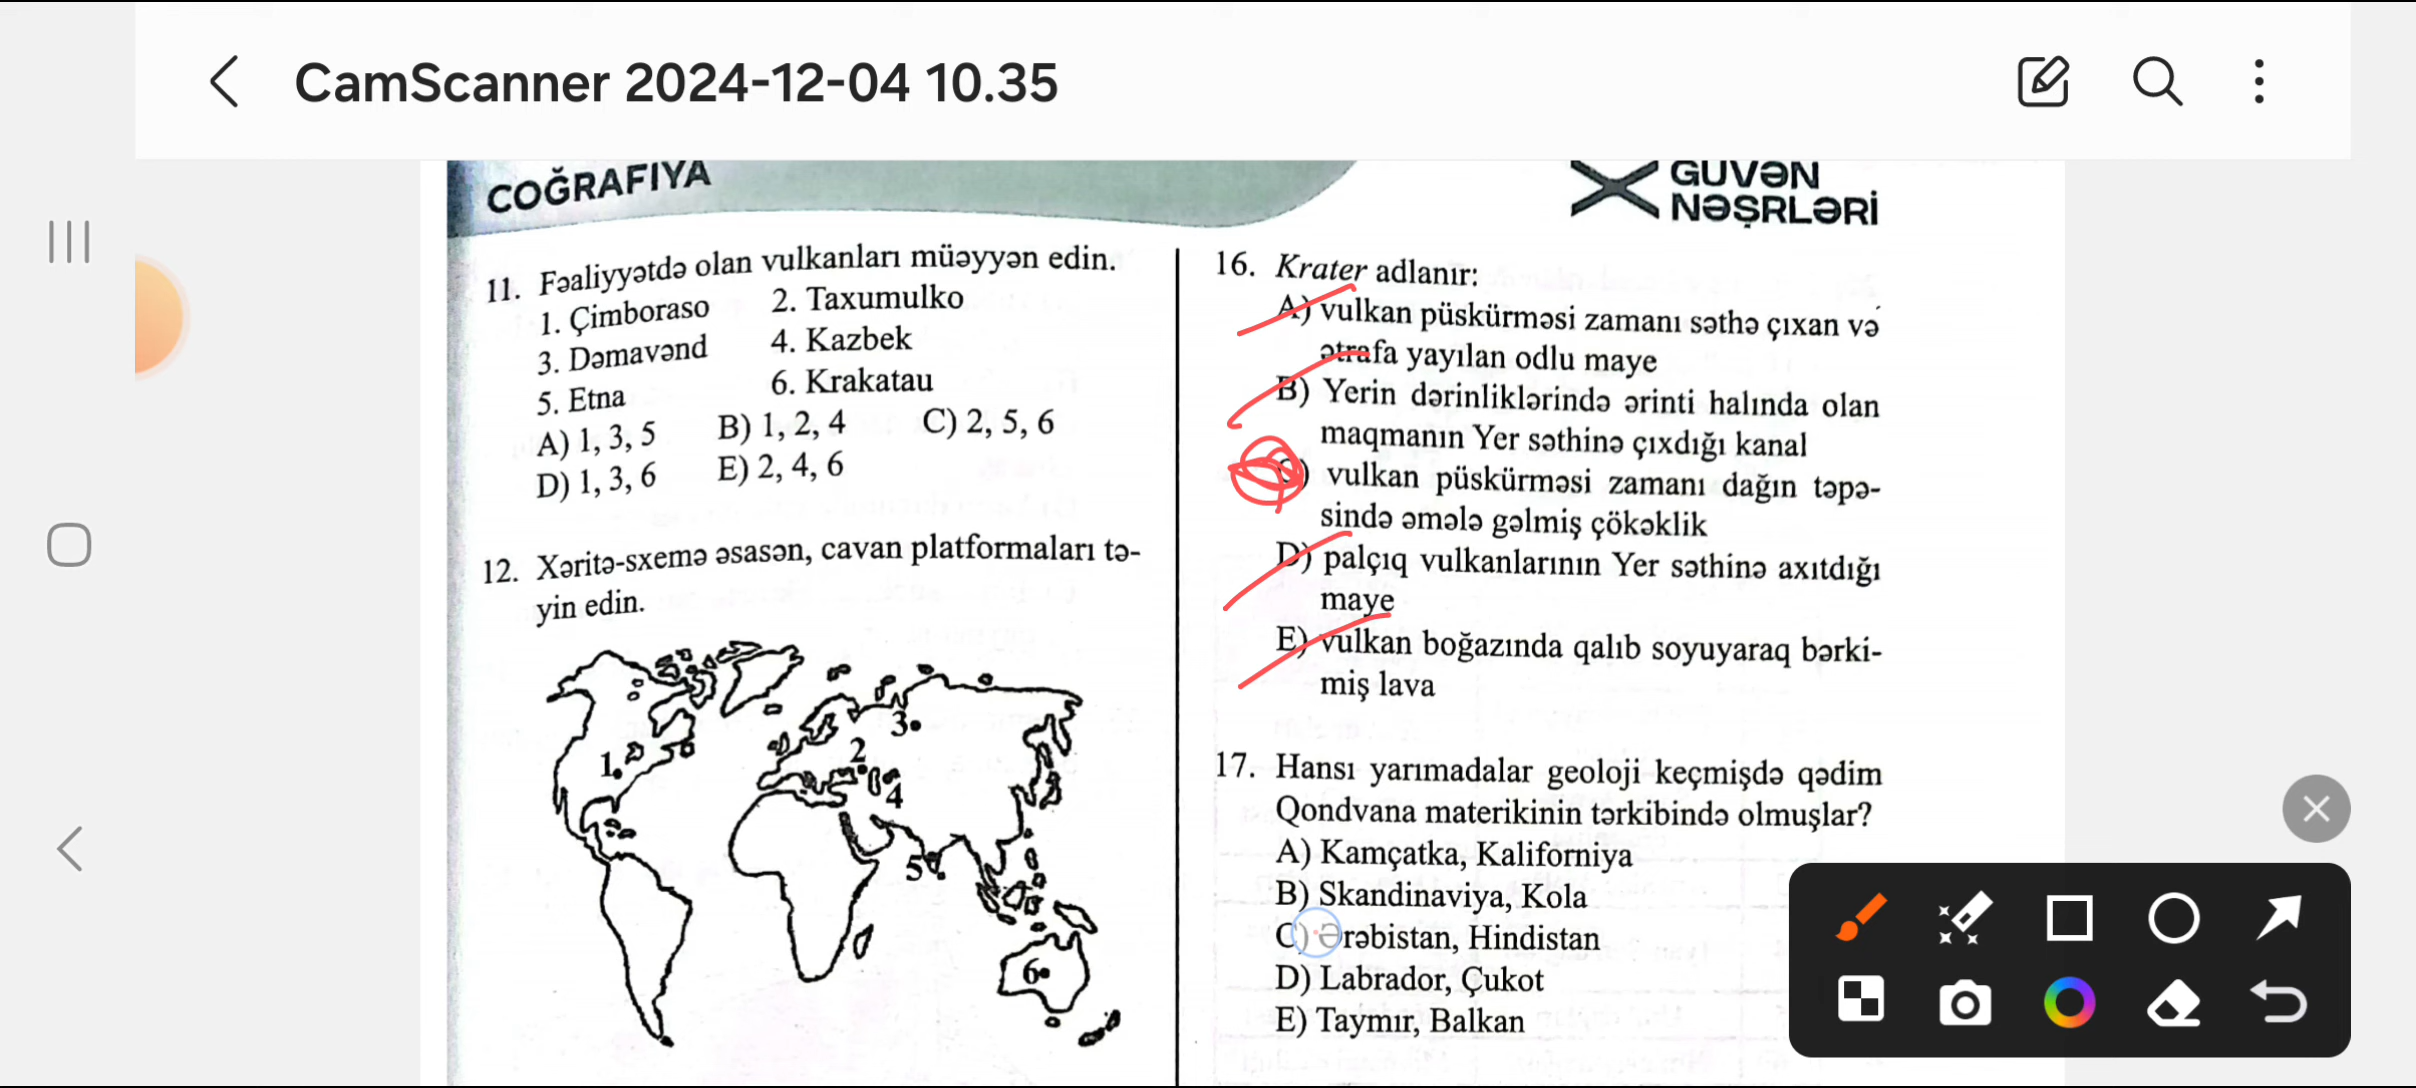 CamScanner 2024-12-04 10.35
COĞRAFİYA
GÜVƏN
NƏŞRLƏRİ
11. Fəaliyyətdə olan vulkanları müəyyən edin.
1. Çimboraso 2. Taxumulko
3. Dəmavənd 4. Kazbek
5. Etna 6. Krakatau
A) 1, 3, 5 B) 1, 2, 4 C) 2, 5, 6
D) 1, 3, 6 E) 2, 4, 6
12. Xəritə-sxemə əsasən, cavan platformaları tə-
yin edin.
1.
2
3.
4
5
6.
16. Krater adlanır:
A) vulkan püskürməsi zamanı səthə çıxan və
ətrafa yayılan odlu maye
B) Yerin dərinliklərində ərinti halında olan
maqmanın Yer səthinə çıxdığı kanal
C) vulkan püskürməsi zamanı dağın təpə-
sində əmələ gəlmiş çökəklik
D) palçıq vulkanlarının Yer səthinə axıtdığı
maye
E) vulkan boğazında qalıb soyuyaraq bərki-
miş lava
17. Hansı yarımadalar geoloji keçmişdə qədim
Qondvana materikinin tərkibində olmuşlar?
A) Kamçatka, Kaliforniya
B) Skandinaviya, Kola
C) Ərəbistan, Hindistan
D) Labrador, Çukot
E) Taymır, Balkan